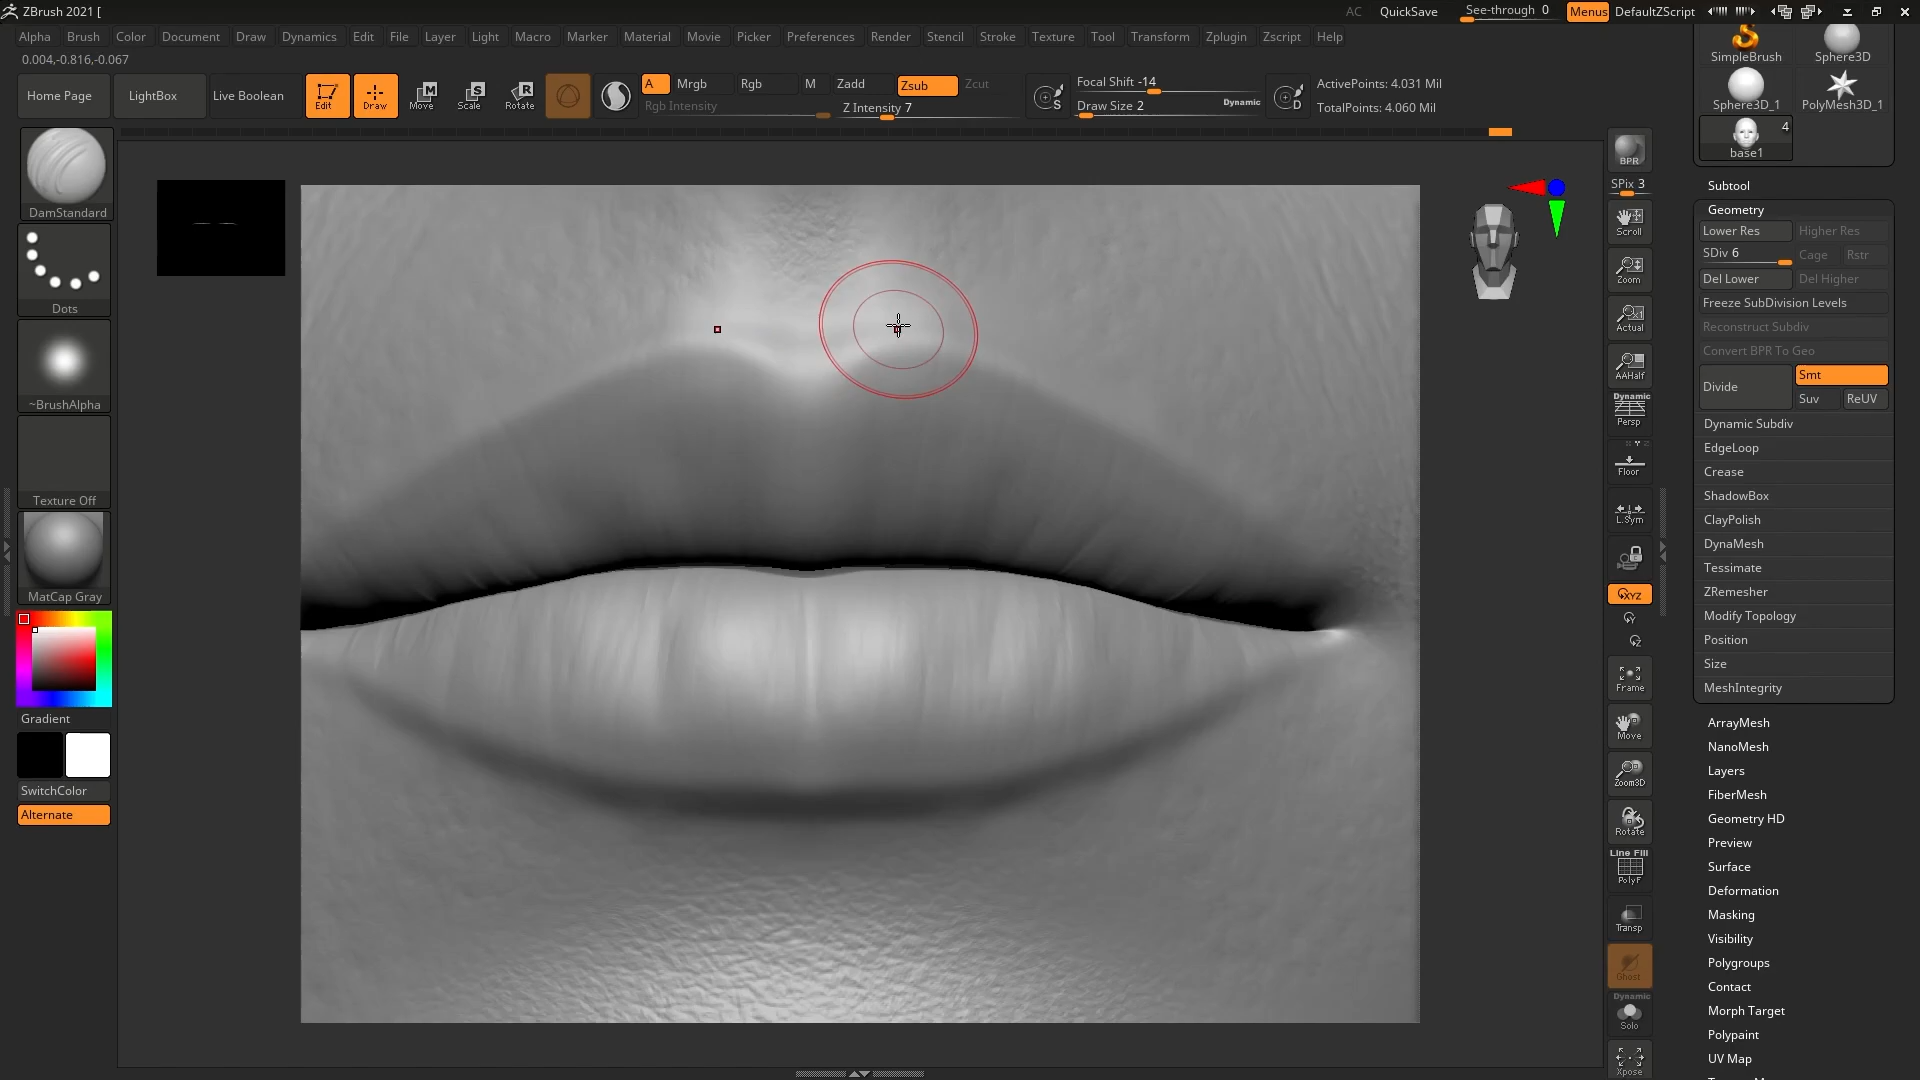 ZBrush 2021 [
AC QuickSave See-through 0 Menus DefaultZScript
Alpha Brush Color Document Draw Dynamics Edit File Layer Light Macro Marker Material Movie Picker Preferences Render Stencil Stroke Texture Tool Transform Zplugin Zscript Help
0.004,-0.816,-0.067
Home Page LightBox Live Boolean Edit Draw Move Scale Rotate
M S R
A Mrgb Rgb M Zadd Zsub Zcut
Rgb Intensity Z Intensity 7
S Focal Shift -14
Draw Size 2 Dynamic
D ActivePoints: 4.031 Mil
TotalPoints: 4.060 Mil
DamStandard
Dots
~BrushAlpha
Texture Off
MatCap Gray
Gradient
SwitchColor
Alternate
BPR
SPix 3
Scroll
Zoom
Actual
AAHalf
Dynamic
Persp
Floor
L.Sym
XYZ
Y
Z
Frame
Move
Zoom3D
Rotate
Line Fill
PolyF
Transp
Ghost
Dynamic
Solo
Xpose
SimpleBrush Sphere3D
Sphere3D_1 PolyMesh3D_1
4
base1
Subtool
Geometry
Lower Res Higher Res
SDiv 6 Cage Rstr
Del Lower Del Higher
Freeze SubDivision Levels
Reconstruct Subdiv
Convert BPR To Geo
Divide Smt
Suv ReUV
Dynamic Subdiv
EdgeLoop
Crease
ShadowBox
ClayPolish
DynaMesh
Tessimate
ZRemesher
Modify Topology
Position
Size
MeshIntegrity
ArrayMesh
NanoMesh
Layers
FiberMesh
Geometry HD
Preview
Surface
Deformation
Masking
Visibility
Polygroups
Contact
Morph Target
Polypaint
UV Map